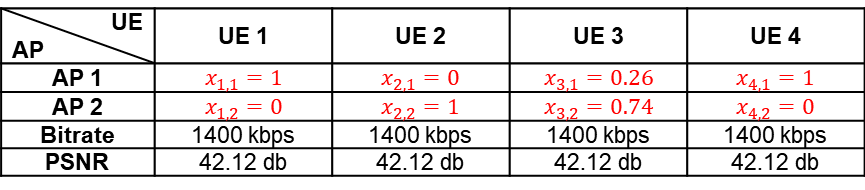 UE
AP
UE 1 UE 2 UE 3 UE 4
AP 1 x₁,₁ = 1 x₂,₁ = 0 x₃,₁ = 0.26 x₄,₁ = 1
AP 2 x₁,₂ = 0 x₂,₂ = 1 x₃,₂ = 0.74 x₄,₂ = 0
Bitrate 1400 kbps 1400 kbps 1400 kbps 1400 kbps
PSNR 42.12 db 42.12 db 42.12 db 42.12 db